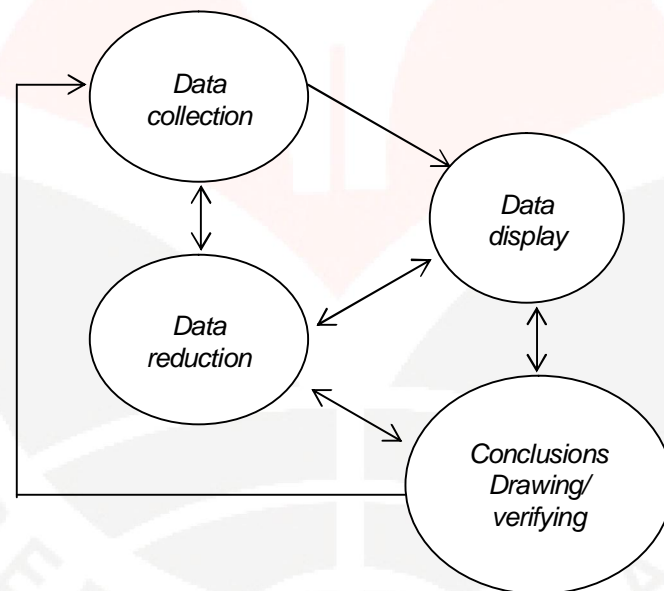 Data
collection
Data
display
Data
reduction
Conclusions
Drawing/
verifying